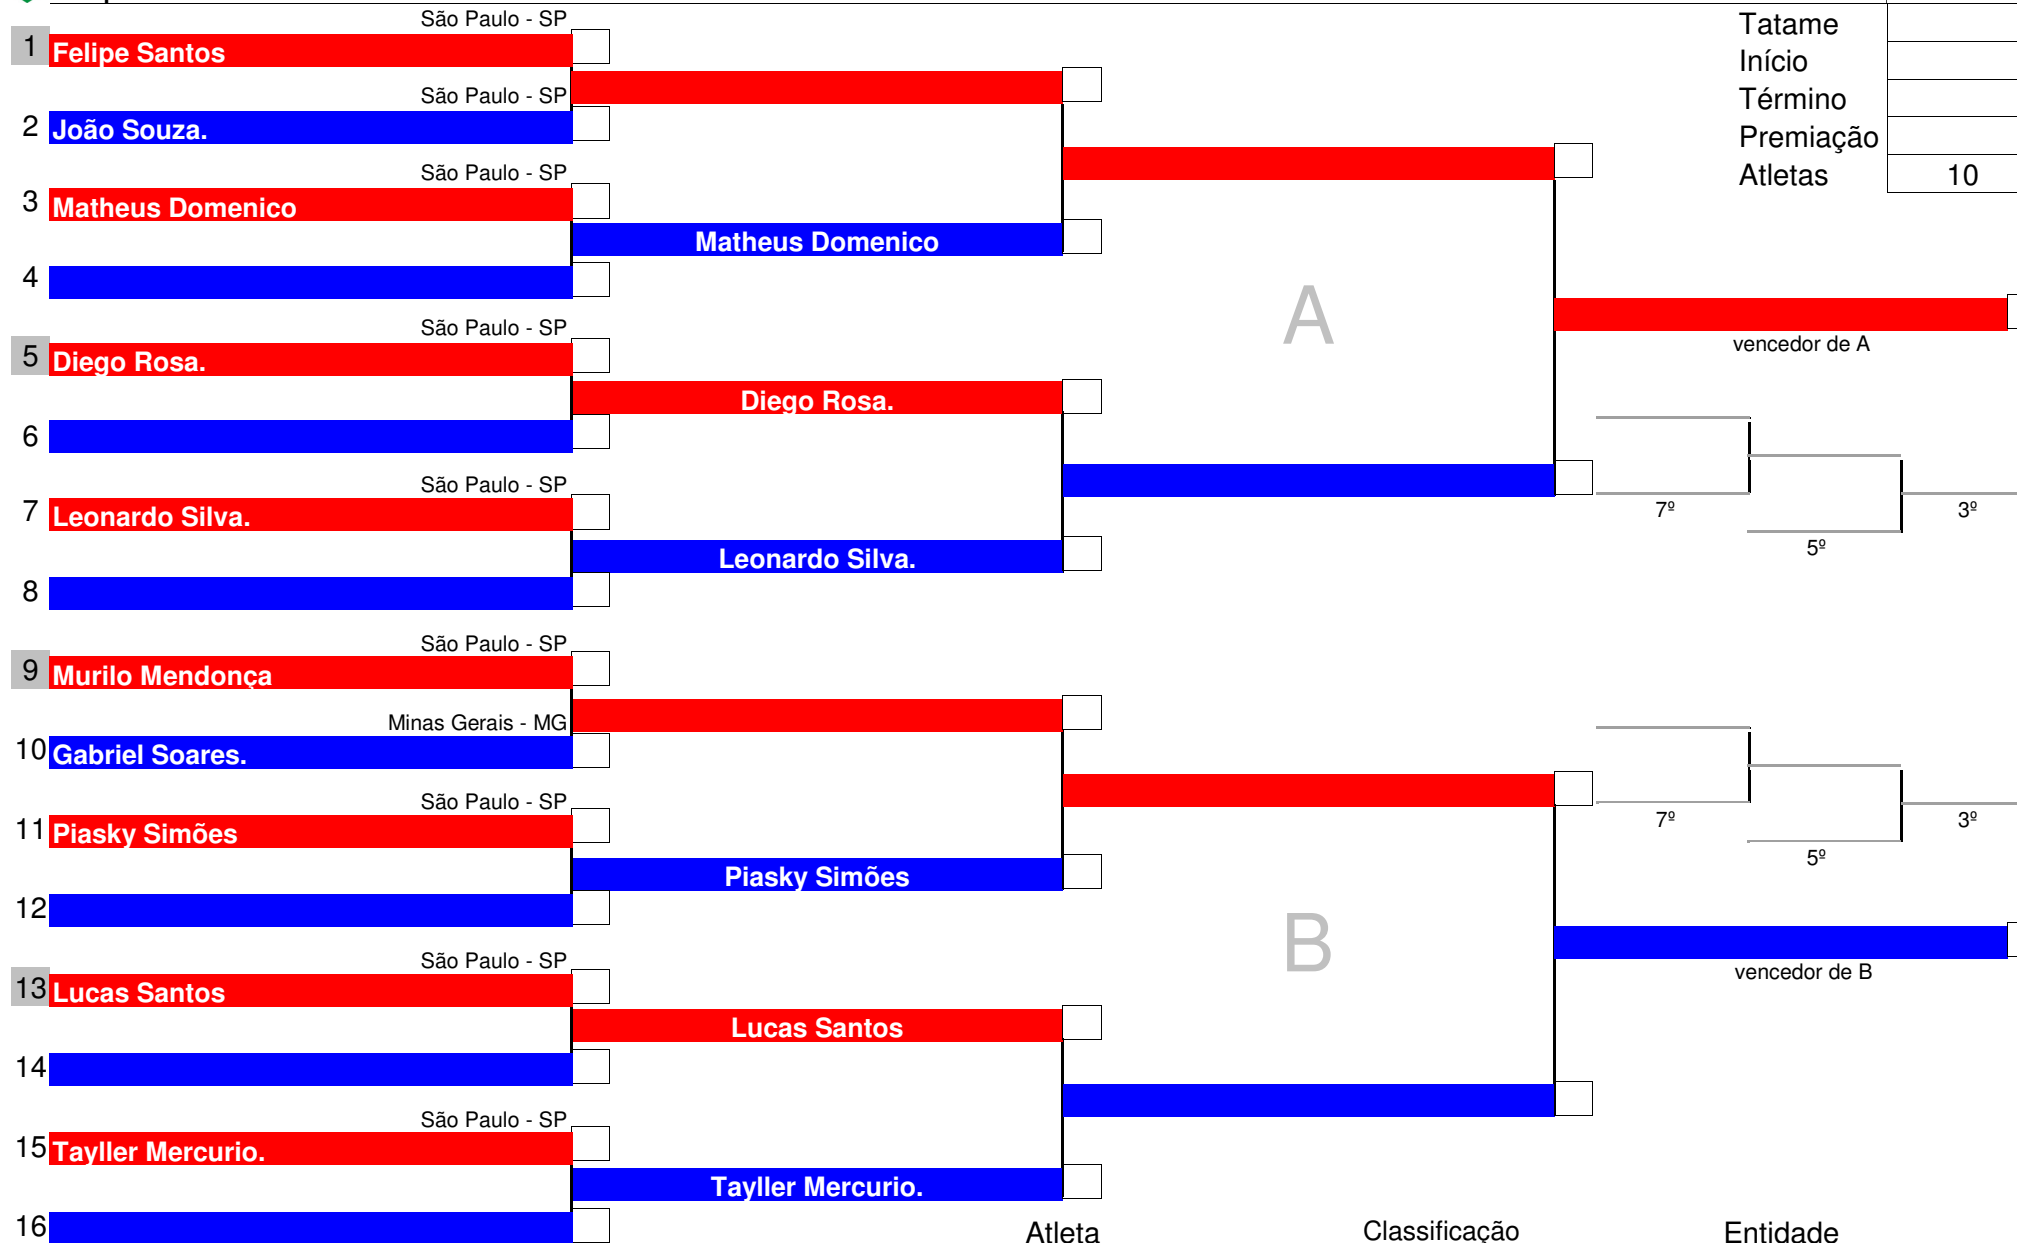 São Paulo - SP
Tatame
1 Felipe Santos
Início
São Paulo - SP
Término
2 João Souza.
Premiação
São Paulo - SP
Atletas 10
3 Matheus Domenico
Matheus Domenico
4
A
São Paulo - SP
vencedor de A
5 Diego Rosa.
Diego Rosa.
6
São Paulo - SP
7 Leonardo Silva.
7º 3º
5º
Leonardo Silva.
8
São Paulo - SP
9 Murilo Mendonça
Minas Gerais - MG
10 Gabriel Soares.
São Paulo - SP
11 Piasky Simões
7º 3º
5º
Piasky Simões
12
B
São Paulo - SP
vencedor de B
13 Lucas Santos
Lucas Santos
14
São Paulo - SP
15 Tayller Mercurio.
Tayller Mercurio.
16
Atleta Classificação Entidade